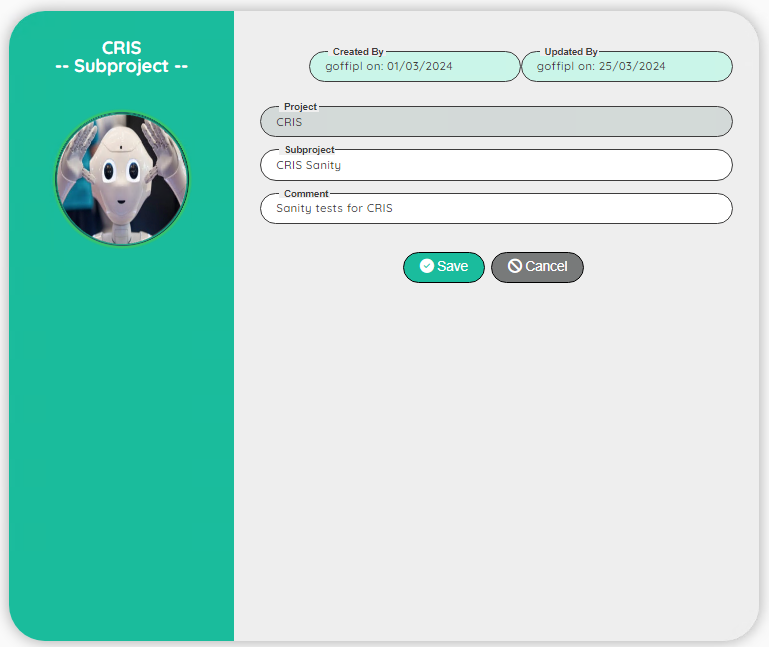 CRIS
-- Subproject --
Created By
goffipl on: 01/03/2024
Updated By
goffipl on: 25/03/2024
Project
CRIS
Subproject
CRIS Sanity
Comment
Sanity tests for CRIS
Save
Cancel